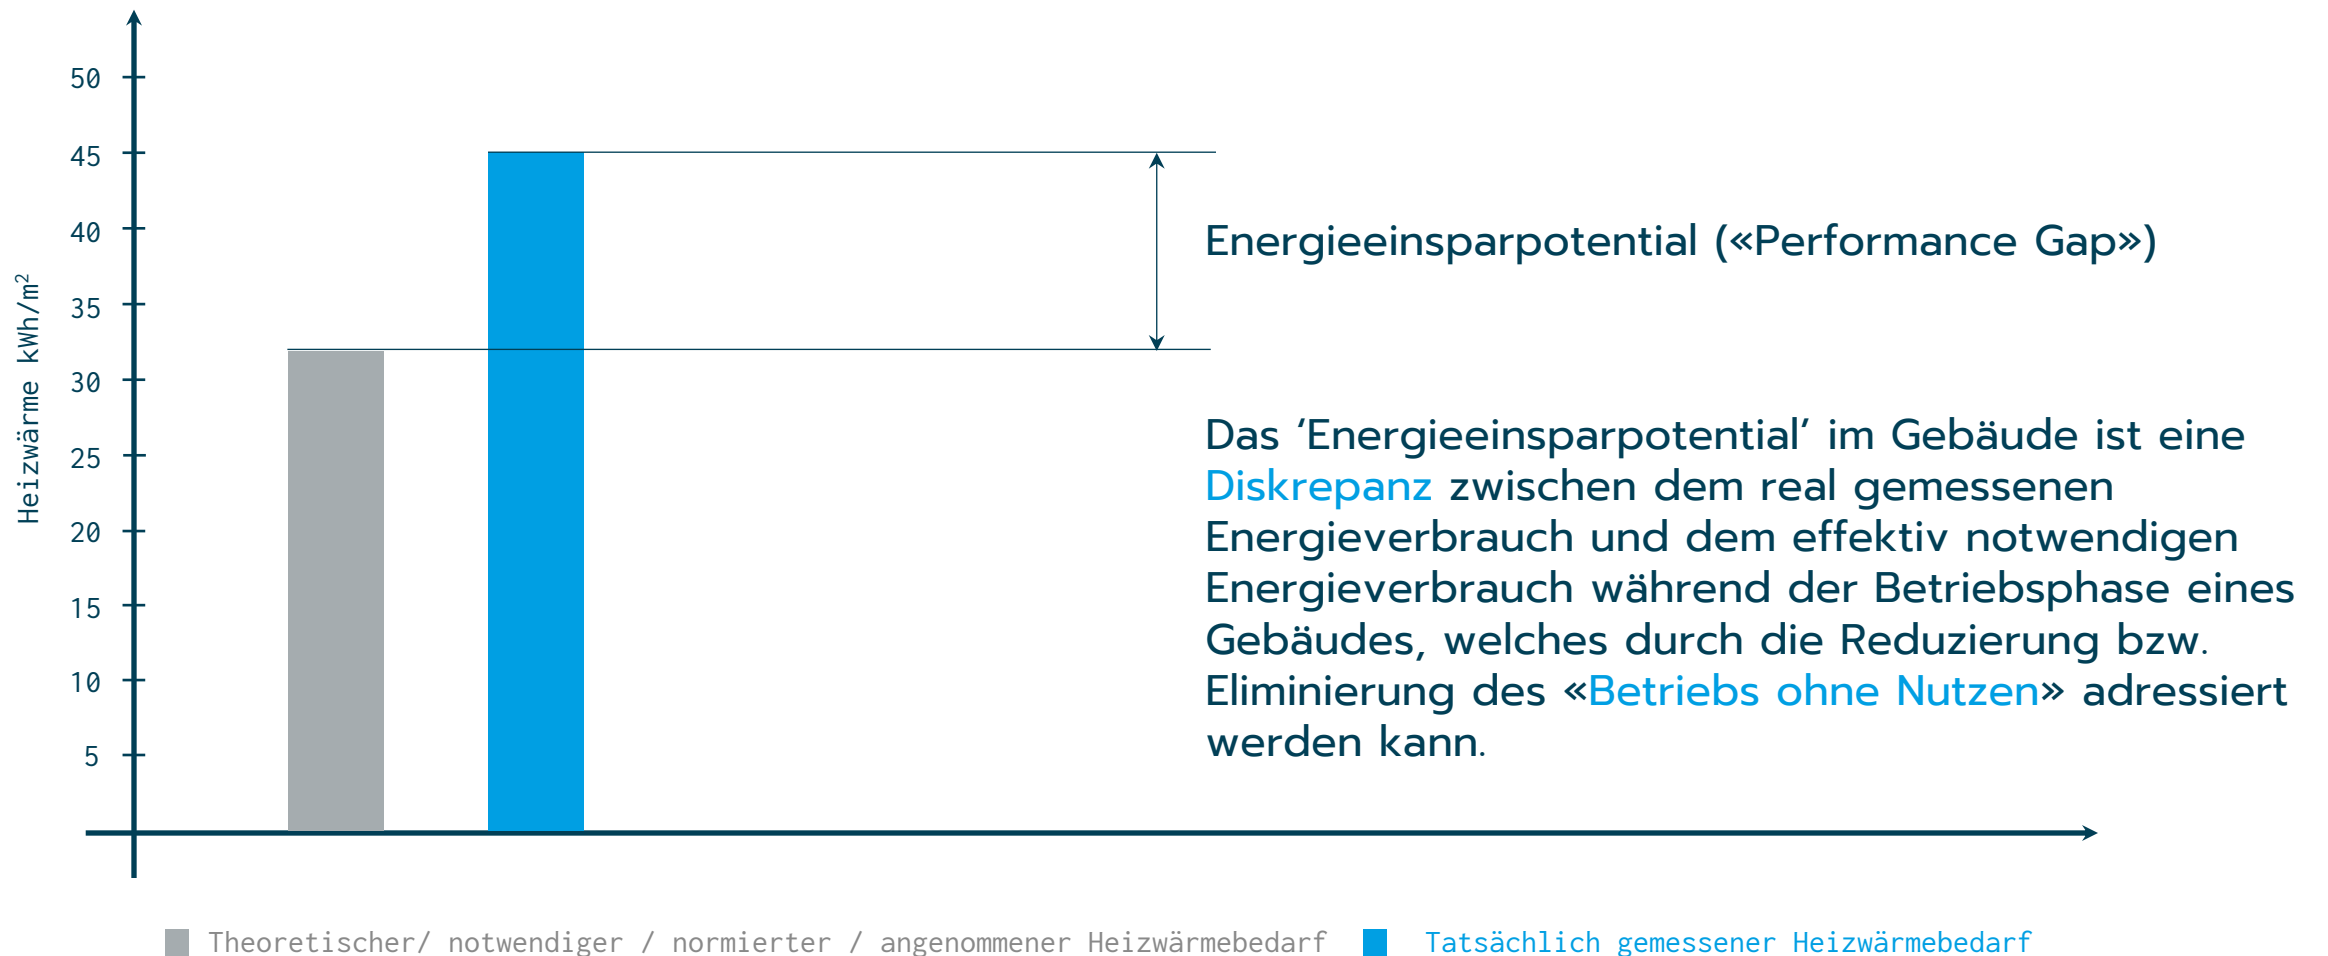 50
45
40
35
30
25
20
15
10
5
Heizwärme kWh/m²
Energieeinsparpotential («Performance Gap»)
Das ‘Energieeinsparpotential’ im Gebäude ist eine
Diskrepanz zwischen dem real gemessenen
Energieverbrauch und dem effektiv notwendigen
Energieverbrauch während der Betriebsphase eines
Gebäudes, welches durch die Reduzierung bzw.
Eliminierung des «Betriebs ohne Nutzen» adressiert
werden kann.
Theoretischer/ notwendiger / normierter / angenommener Heizwärmebedarf
Tatsächlich gemessener Heizwärmebedarf